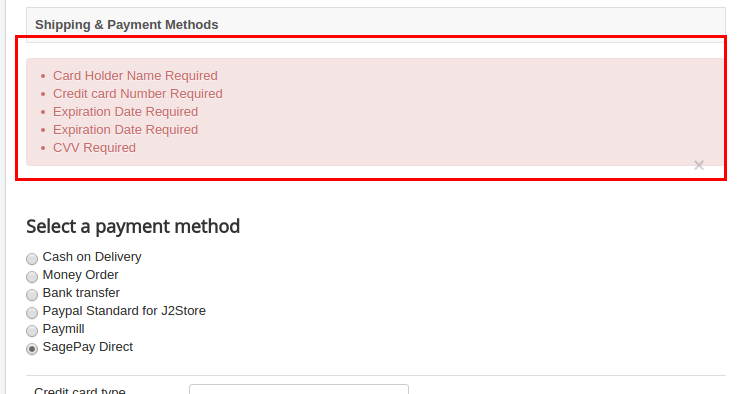 Shipping & Payment Methods
Card Holder Name Required
Credit card Number Required
Expiration Date Required
Expiration Date Required
CVV Required
×
Select a payment method
Cash on Delivery
Money Order
Bank transfer
Paypal Standard for J2Store
Paymill
SagePay Direct
Credit card type